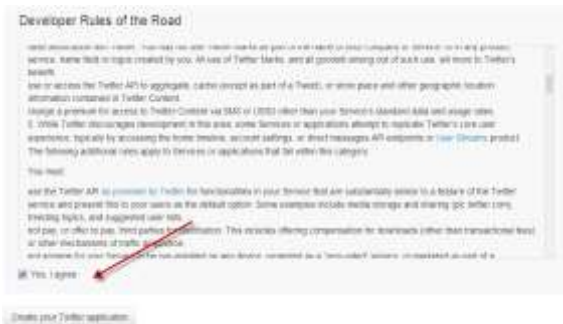 Developer Rules of the Road
service, name field or logos created by you. All use of Twitter Marks, and all goodwill arising out of such use, will inure to Twitter's
benefit.
use or access the Twitter API to aggregate, cache (except as part of a Tweet), or store place and other geographic location
information contained in Twitter Content.
charge a premium for access to Twitter Content via SMS or USSD other than your Service's standard data and usage rates.
While Twitter discourages development in this area, some Services or applications attempt to replicate Twitter's core user
experience, typically by accessing the home timeline, account settings, or direct messages API endpoints or User Streams product.
The following additional rules apply to Services or applications that fall within this category:
You must:
use the Twitter API as provided by Twitter for functionalities in your Service that are substantially similar to a feature of the Twitter
service and present this to your users as the default option. Some examples include media storage and sharing (pic.twitter.com),
trending topics, and suggested user lists.
not pay, or offer to pay, third parties for distribution. This includes offering compensation for downloads (other than transactional fees)
or other mechanisms of traffic
Yes, I agree
Create your Twitter application